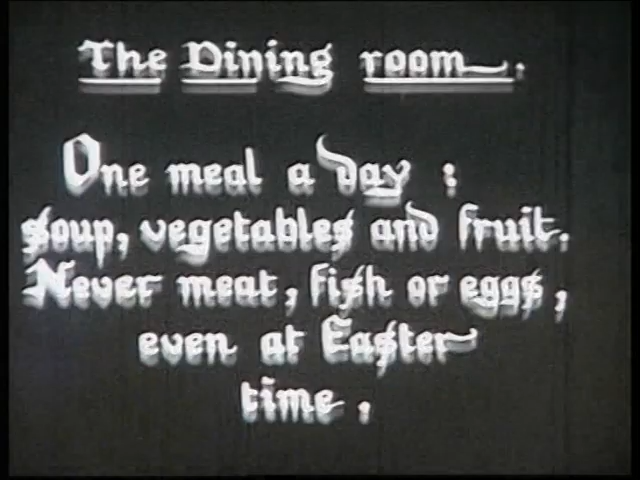 The Dining room.
One meal a day :
soup, vegetables and fruit.
Never meat, fish or eggs,
even at Easter
time.